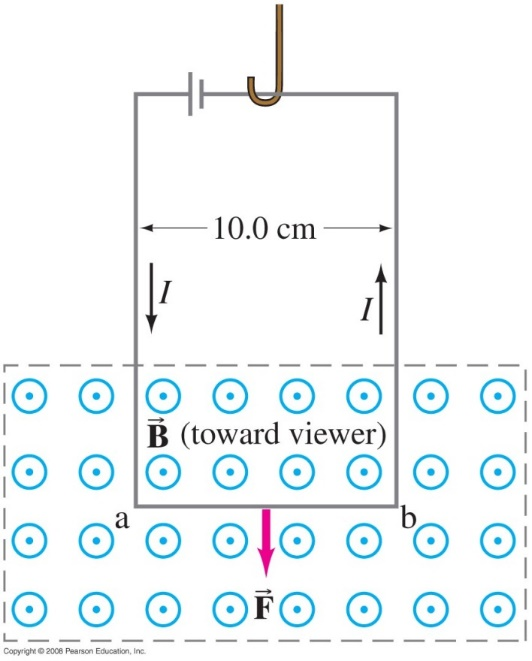 10.0 cm
I
I
B⃗ (toward viewer)
a
b
F⃗
Copyright © 2008 Pearson Education, Inc.